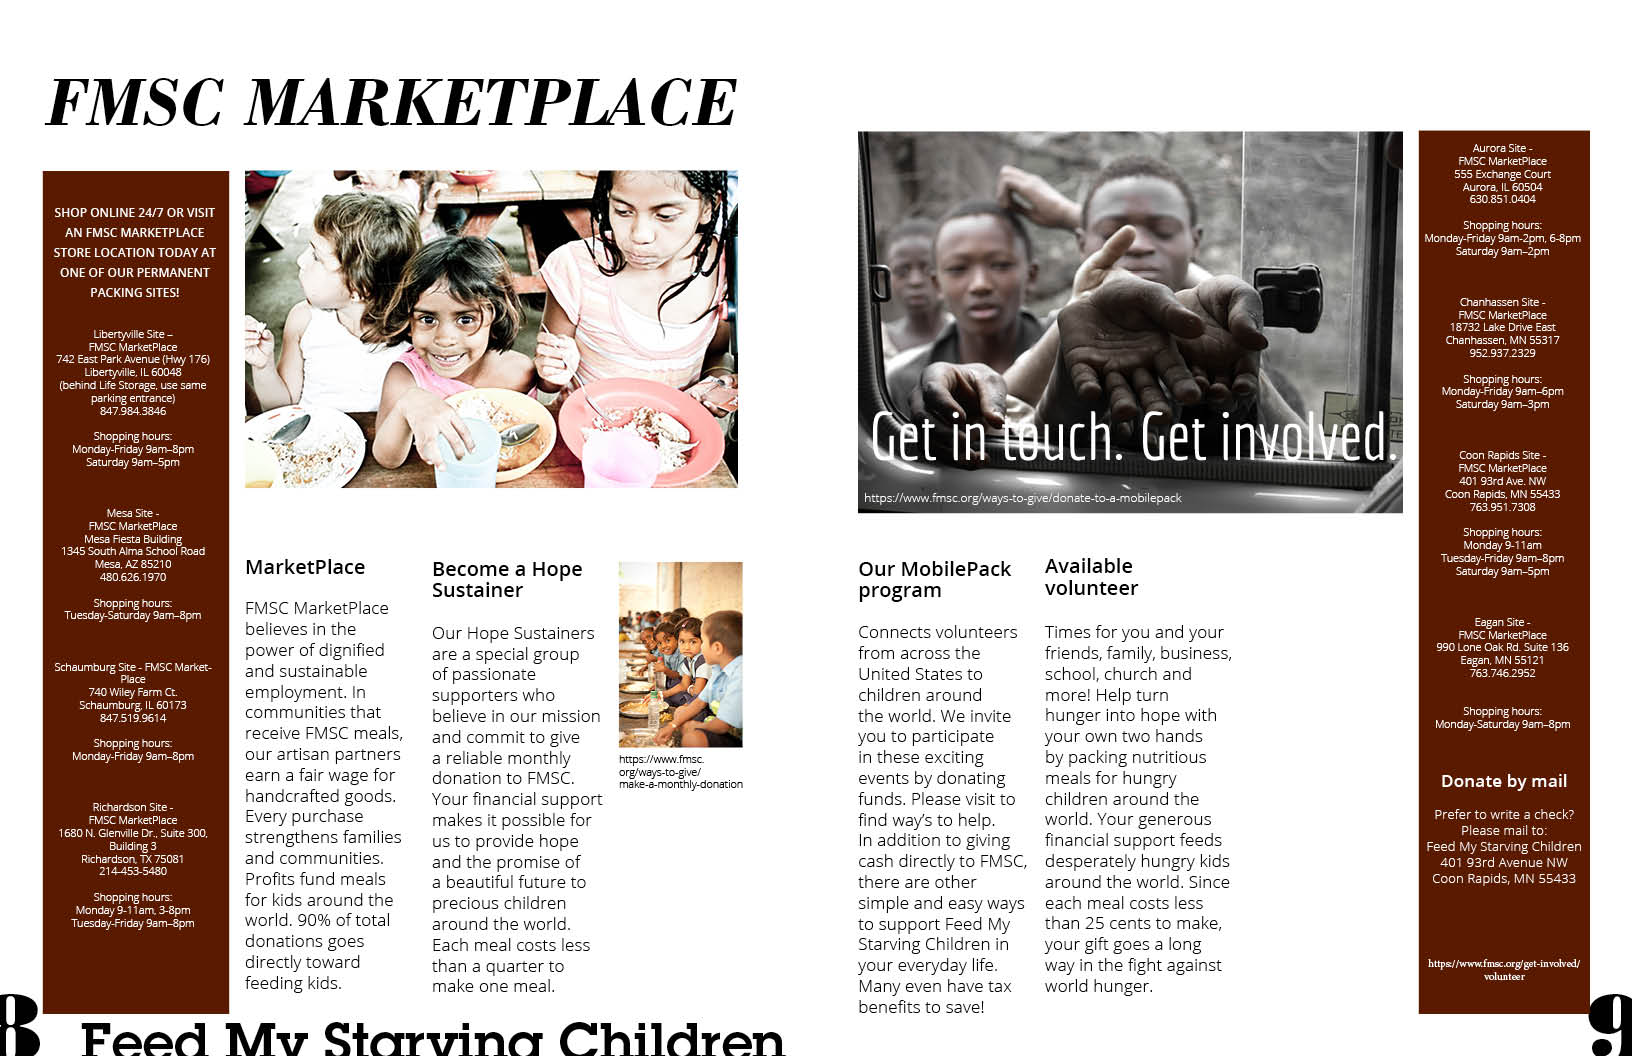 FMSC MARKETPLACE
SHOP ONLINE 24/7 OR VISIT
AN FMSC MARKETPLACE
STORE LOCATION TODAY AT
ONE OF OUR PERMANENT
PACKING SITES!
Libertyville Site –
FMSC MarketPlace
742 East Park Avenue (Hwy 176)
Libertyville, IL 60048
(behind Life Storage, use same
parking entrance)
847.984.3846
Shopping hours:
Monday-Friday 9am–8pm
Saturday 9am–5pm
Mesa Site -
FMSC MarketPlace
Mesa Fiesta Building
1345 South Alma School Road
Mesa, AZ 85210
480.626.1970
Shopping hours:
Tuesday-Saturday 9am–8pm
Schaumburg Site - FMSC Market-
Place
740 Wiley Farm Ct.
Schaumburg, IL 60173
847.519.9614
Shopping hours:
Monday-Friday 9am–8pm
Richardson Site -
FMSC MarketPlace
1680 N. Glenville Dr., Suite 300,
Building 3
Richardson, TX 75081
214-453-5480
Shopping hours:
Monday 9-11am, 3-8pm
Tuesday-Friday 9am–8pm
MarketPlace
FMSC MarketPlace
believes in the
power of dignified
and sustainable
employment. In
communities that
receive FMSC meals,
our artisan partners
earn a fair wage for
handcrafted goods.
Every purchase
strengthens families
and communities.
Profits fund meals
for kids around the
world. 90% of total
donations goes
directly toward
feeding kids.
Become a Hope
Sustainer
Our Hope Sustainers
are a special group
of passionate
supporters who
believe in our mission
and commit to give
a reliable monthly
donation to FMSC.
Your financial support
makes it possible for
us to provide hope
and the promise of
a beautiful future to
precious children
around the world.
Each meal costs less
than a quarter to
make one meal.
https://www.fmsc.
org/ways-to-give/
make-a-monthly-donation
8
Feed My Starving Children
Get in touch. Get involved.
https://www.fmsc.org/ways-to-give/donate-to-a-mobilepack
Our MobilePack
program
Connects volunteers
from across the
United States to
children around
the world. We invite
you to participate
in these exciting
events by donating
funds. Please visit to
find way’s to help.
In addition to giving
cash directly to FMSC,
there are other
simple and easy ways
to support Feed My
Starving Children in
your everyday life.
Many even have tax
benefits to save!
Available
volunteer
Times for you and your
friends, family, business,
school, church and
more! Help turn
hunger into hope with
your own two hands
by packing nutritious
meals for hungry
children around the
world. Your generous
financial support feeds
desperately hungry kids
around the world. Since
each meal costs less
than 25 cents to make,
your gift goes a long
way in the fight against
world hunger.
Aurora Site -
FMSC MarketPlace
555 Exchange Court
Aurora, IL 60504
630.851.0404
Shopping hours:
Monday-Friday 9am-2pm, 6-8pm
Saturday 9am–2pm
Chanhassen Site -
FMSC MarketPlace
18732 Lake Drive East
Chanhassen, MN 55317
952.937.2329
Shopping hours:
Monday-Friday 9am–6pm
Saturday 9am–3pm
Coon Rapids Site -
FMSC MarketPlace
401 93rd Ave. NW
Coon Rapids, MN 55433
763.951.7308
Shopping hours:
Monday 9-11am
Tuesday-Friday 9am–8pm
Saturday 9am–5pm
Eagan Site -
FMSC MarketPlace
990 Lone Oak Rd. Suite 136
Eagan, MN 55121
763.746.2952
Shopping hours:
Monday-Saturday 9am–8pm
Donate by mail
Prefer to write a check?
Please mail to:
Feed My Starving Children
401 93rd Avenue NW
Coon Rapids, MN 55433
https://www.fmsc.org/get-involved/
volunteer
9